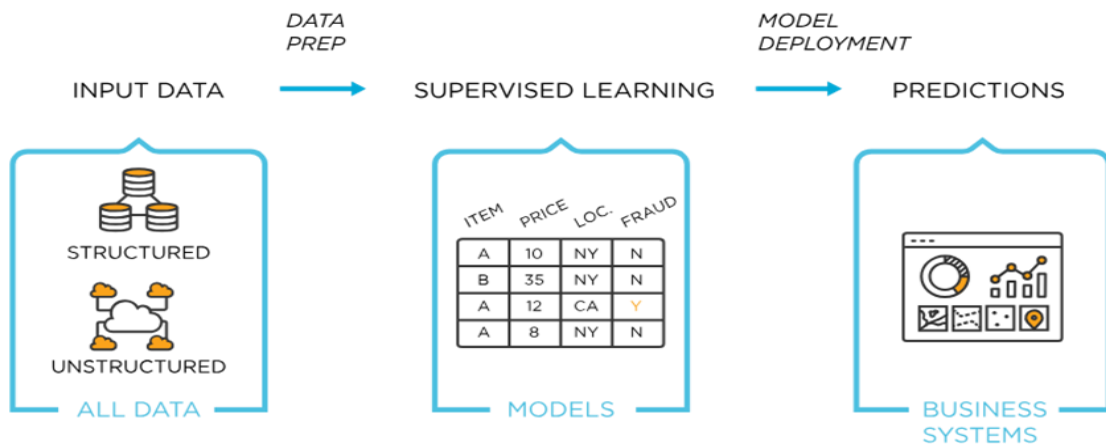 DATA
PREP
MODEL
DEPLOYMENT
INPUT DATA
SUPERVISED LEARNING
PREDICTIONS
STRUCTURED
UNSTRUCTURED
ALL DATA
ITEM PRICE LOC. FRAUD
A 10 NY N
B 35 NY N
A 12 CA Y
A 8 NY N
MODELS
BUSINESS
SYSTEMS